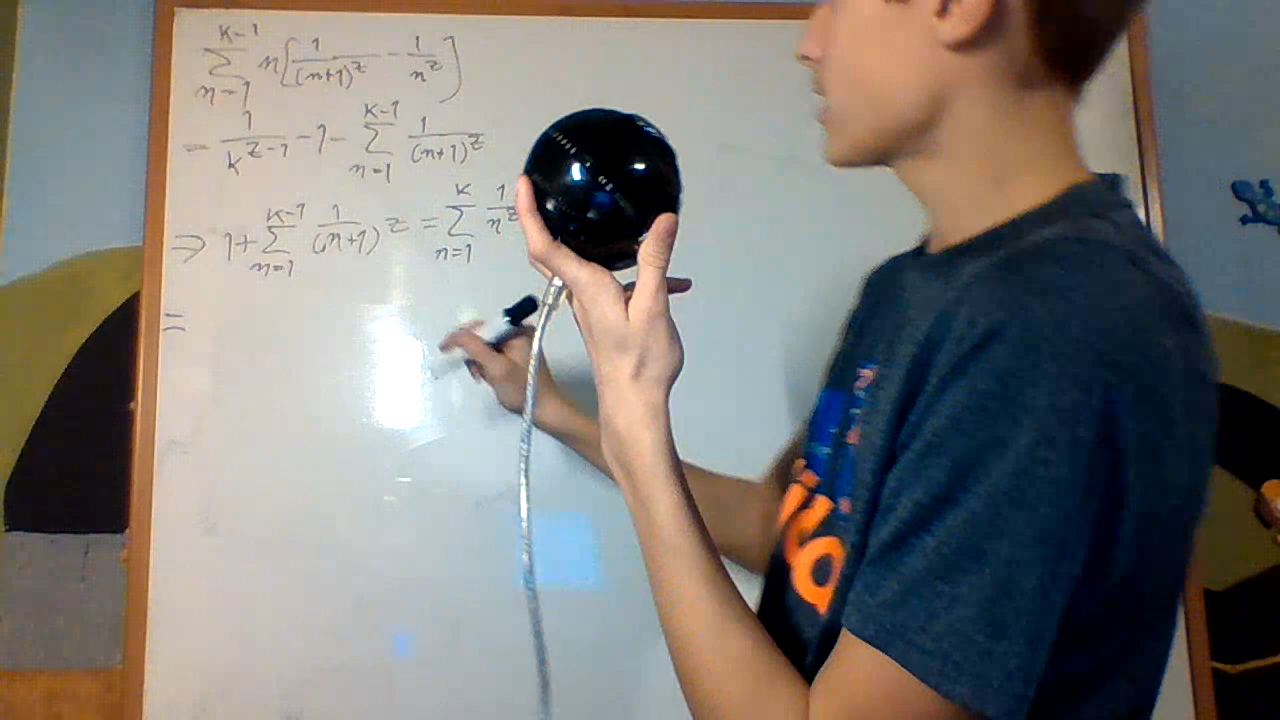 ∑_{n=1}^{k-1} n[1/(n+1)^z - 1/n^z]
= 1/k^{z-1} - 1 - ∑_{n=1}^{k-1} 1/(n+1)^z
⇒ 1 + ∑_{n=1}^{k-1} 1/(n+1)^z = ∑_{n=1}^{k} 1/n^z
=